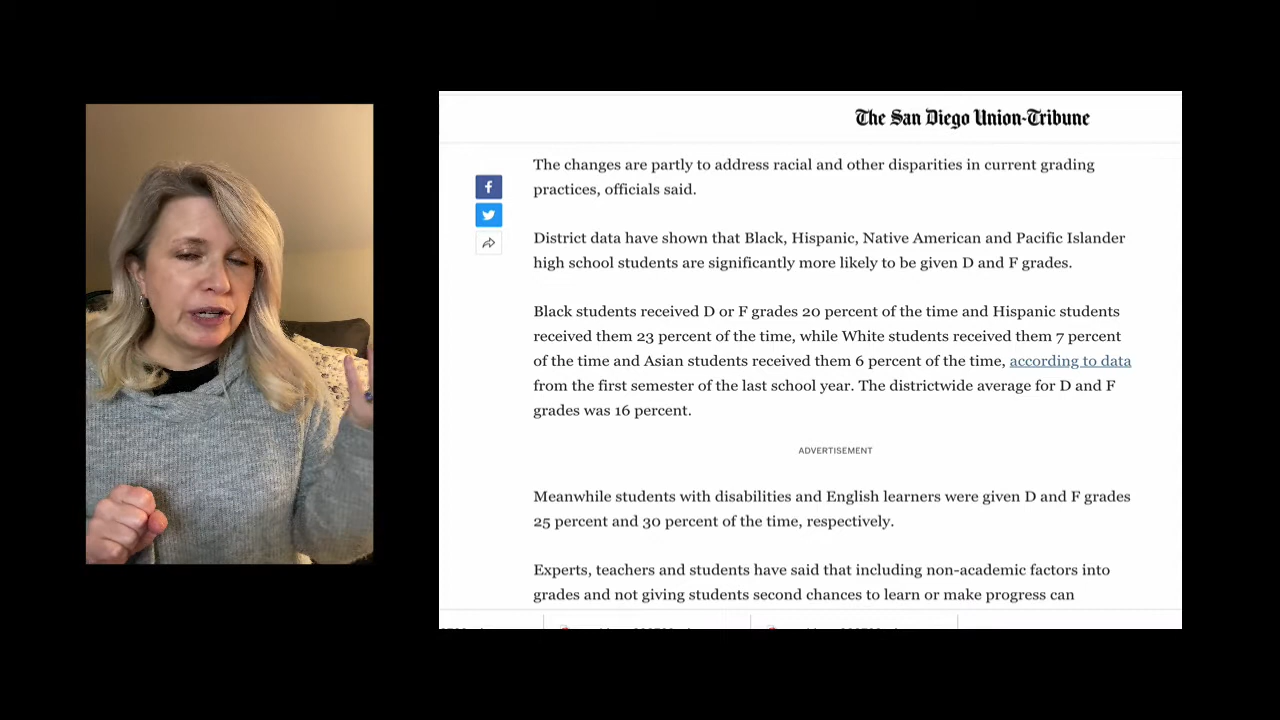 The San Diego Union-Tribune
The changes are partly to address racial and other disparities in current grading
practices, officials said.
District data have shown that Black, Hispanic, Native American and Pacific Islander
high school students are significantly more likely to be given D and F grades.
Black students received D or F grades 20 percent of the time and Hispanic students
received them 23 percent of the time, while White students received them 7 percent
of the time and Asian students received them 6 percent of the time, according to data
from the first semester of the last school year. The districtwide average for D and F
grades was 16 percent.
ADVERTISEMENT
Meanwhile students with disabilities and English learners were given D and F grades
25 percent and 30 percent of the time, respectively.
Experts, teachers and students have said that including non-academic factors into
grades and not giving students second chances to learn or make progress can